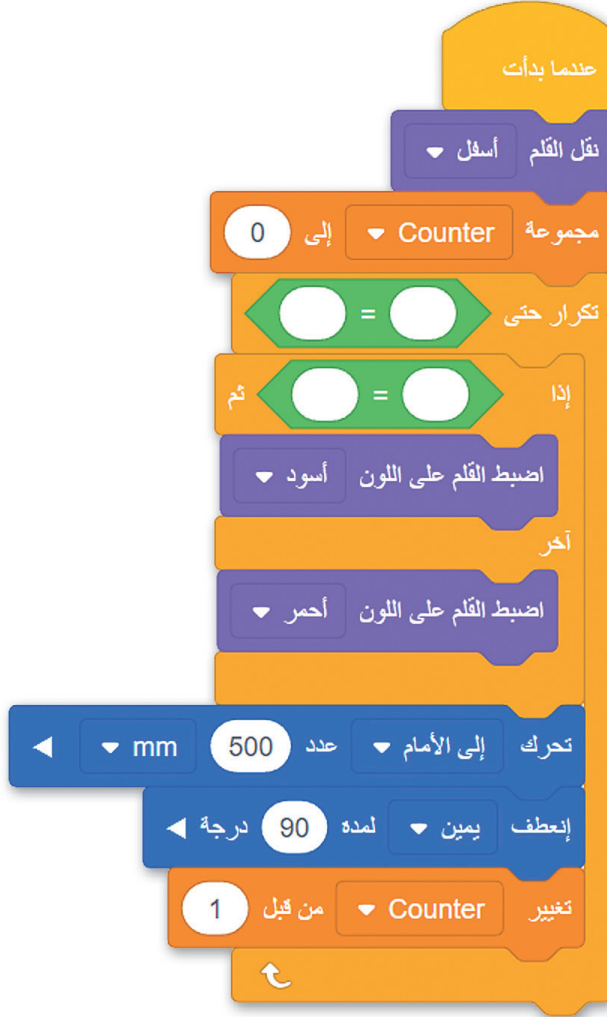 عندما بدأت
نقل القلم أسفل
مجموعة Counter إلى 0
تكرار حتى =
إذا = ثم
اضبط القلم على اللون أسود
آخر
اضبط القلم على اللون أحمر
تحرك إلى الأمام عدد 500 mm
إنعطف يمين لمدة 90 درجة
تغيير Counter من قبل 1